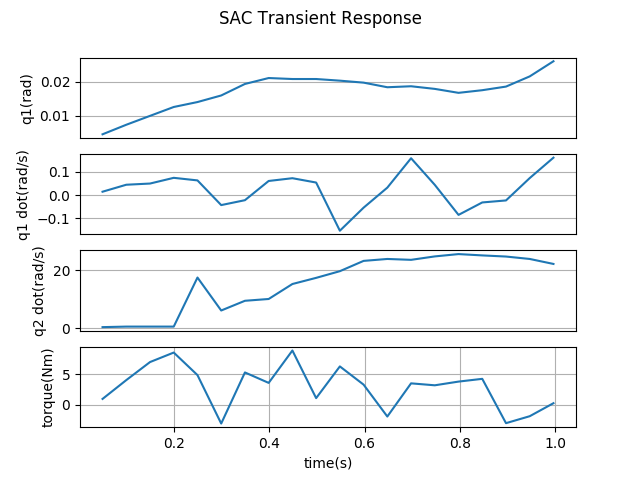 SAC Transient Response
q1(rad)
0.02
0.01
q1 dot(rad/s)
0.1
0.0
−0.1
q2 dot(rad/s)
20
0
torque(Nm)
5
0
0.2 0.4 0.6 0.8 1.0
time(s)